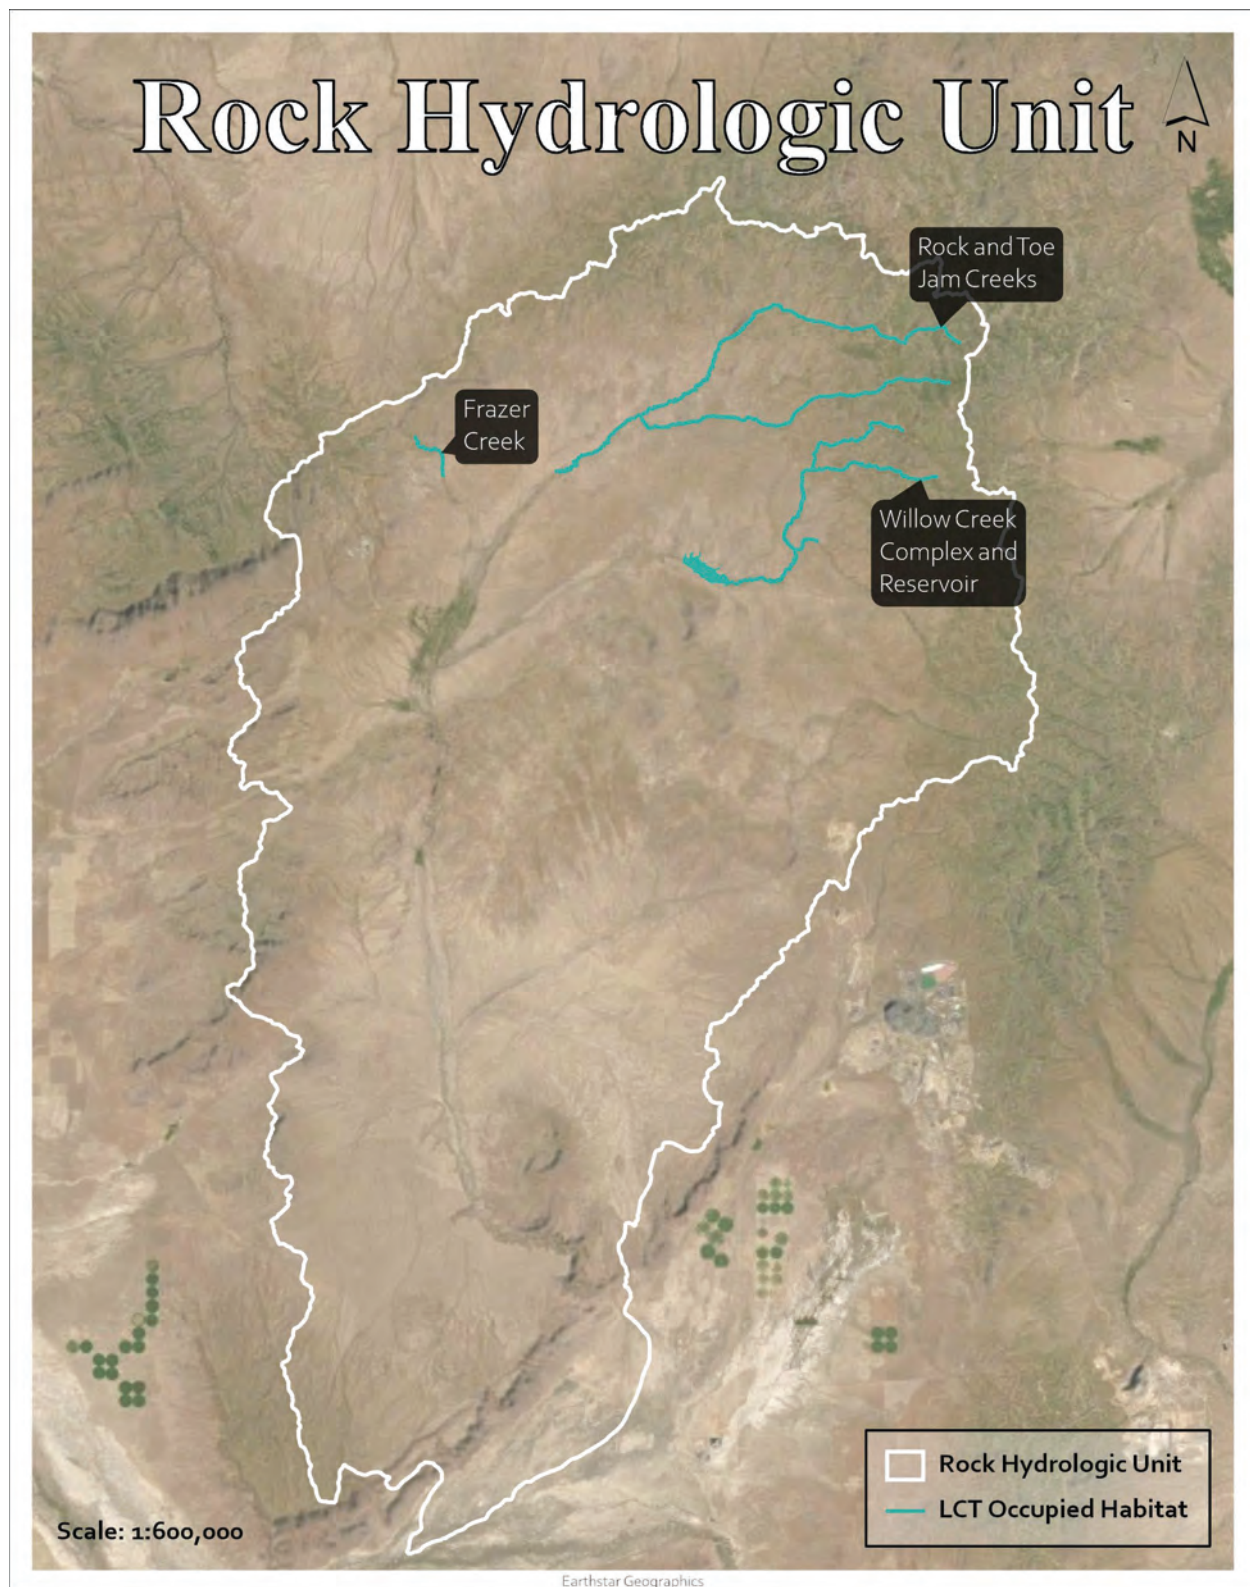 Rock Hydrologic Unit
N
Rock and Toe
Jam Creeks
Frazer
Creek
Willow Creek
Complex and
Reservoir
Rock Hydrologic Unit
LCT Occupied Habitat
Scale: 1:600,000
Earthstar Geographics